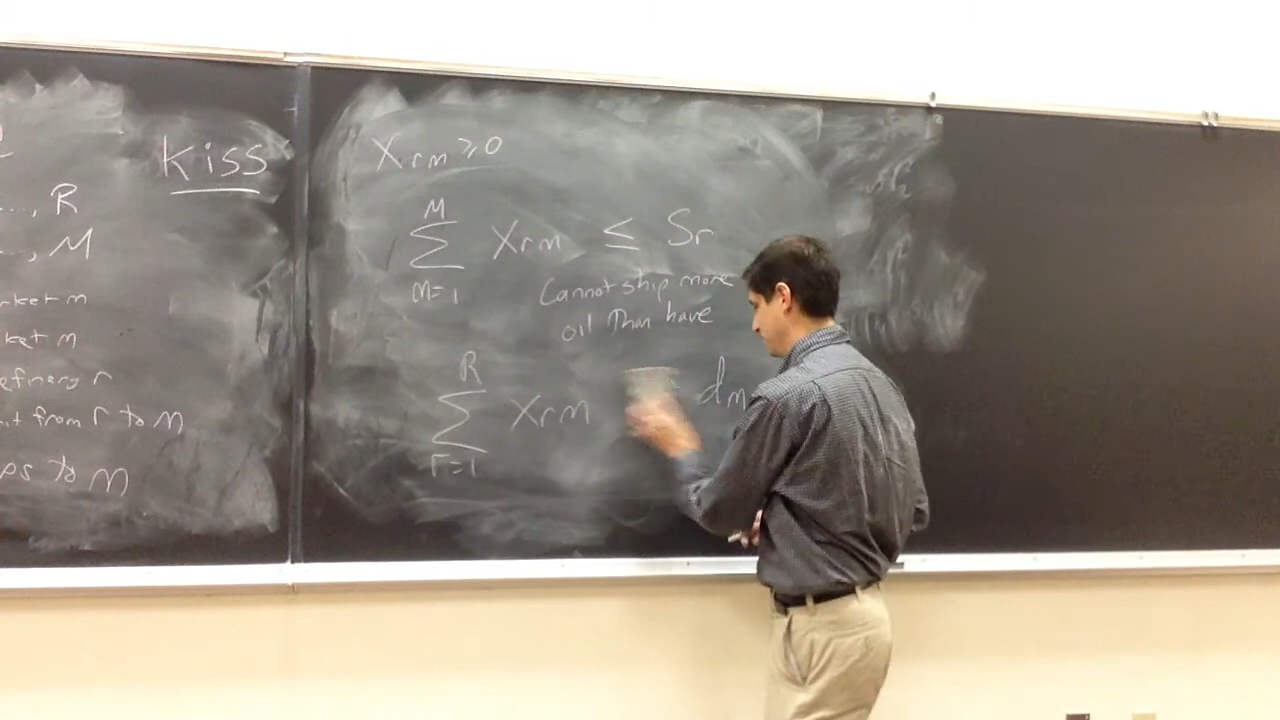 kiss
..., R
..., M
rket m
ket m
efinery r
nt from r to m
ps to m
Xrm ≥ 0
M
∑ Xrm ≤ Sr
m=1
Cannot ship more
oil Than have
R
∑ Xrm dm
r=1